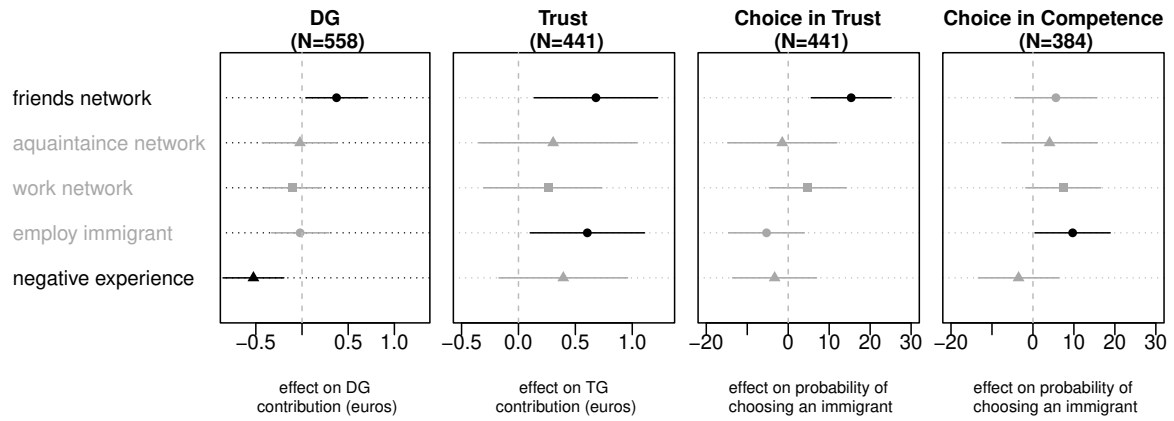 DG
(N=558)
Trust
(N=441)
Choice in Trust
(N=441)
Choice in Competence
(N=384)
friends network
aquaintaince network
work network
employ immigrant
negative experience
−0.5 0.5 1.0
−0.5 0.0 0.5 1.0
−20 0 10 20 30
−20 0 10 20 30
effect on DG
contribution (euros)
effect on TG
contribution (euros)
effect on probability of
choosing an immigrant
effect on probability of
choosing an immigrant